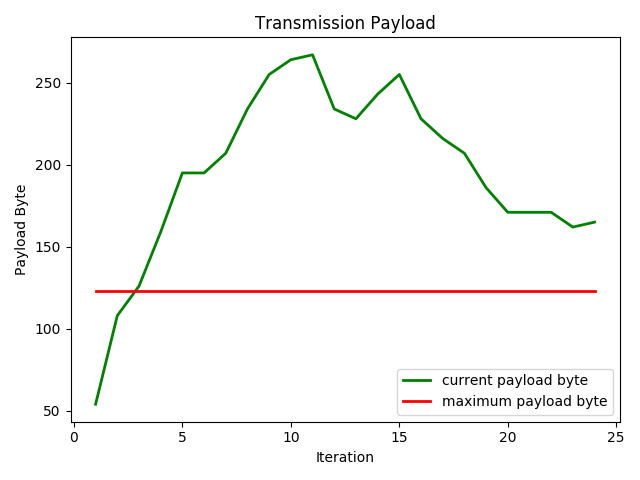 Transmission Payload
Payload Byte
250
200
150
100
50
0
5
10
15
20
25
Iteration
current payload byte
maximum payload byte